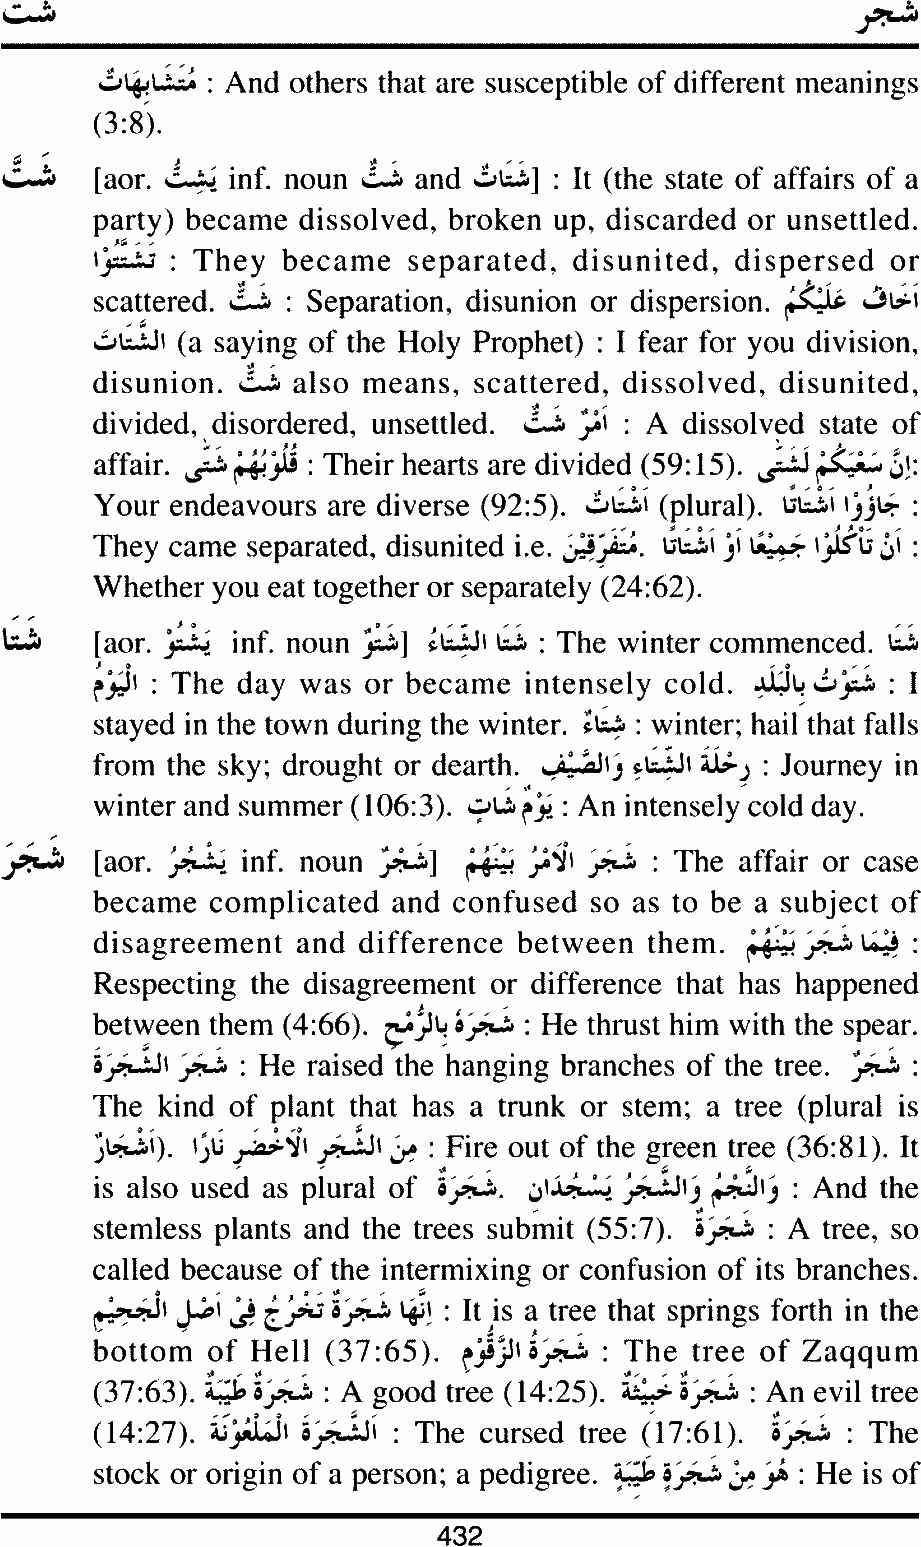 شت شجر
مُتَشَابِهَاتٌ : And others that are susceptible of different meanings
(3:8).
شَتَّ [aor. يَشِتُّ inf. noun شَتٌّ and شَتَاتٌ] : It (the state of affairs of a
party) became dissolved, broken up, discarded or unsettled.
تَشَتَّتُوْا : They became separated, disunited, dispersed or
scattered. شَتٌّ : Separation, disunion or dispersion. اَخَافُ عَلَيْكُمُ
الشَّتَاتَ (a saying of the Holy Prophet) : I fear for you division,
disunion. شَتٌّ also means, scattered, dissolved, disunited,
divided, disordered, unsettled. اَمْرٌ شَتٌّ : A dissolved state of
affair. قُلُوْبُهُمْ شَتّٰى : Their hearts are divided (59:15). اِنَّ سَعْيَكُمْ لَشَتّٰى:
Your endeavours are diverse (92:5). اَشْتَاتٌ (plural). جَاؤُوْا اَشْتَاتًا :
They came separated, disunited i.e. مُتَفَرِّقِيْنَ. اَنْ تَأْكُلُوْا جَمِيْعًا اَوْ اَشْتَاتًا :
Whether you eat together or separately (24:62).
شَتَا [aor. يَشْتُوْ inf. noun شَتْوٌ] شَتَا الشِّتَاءُ : The winter commenced. شَتَا
الْيَوْمُ : The day was or became intensely cold. شَتَوْتُ بِالْبَلَدِ : I
stayed in the town during the winter. شِتَاءٌ : winter; hail that falls
from the sky; drought or dearth. رِحْلَةَ الشِّتَاءِ وَالصَّيْفِ : Journey in
winter and summer (106:3). يَوْمٌ شَاتٍ : An intensely cold day.
شَجَرَ [aor. يَشْجُرُ inf. noun شَجْرٌ] شَجَرَ الْاَمْرُ بَيْنَهُمْ : The affair or case
became complicated and confused so as to be a subject of
disagreement and difference between them. فِيْمَا شَجَرَ بَيْنَهُمْ :
Respecting the disagreement or difference that has happened
between them (4:66). شَجَرَهُ بِالرُّمْحِ : He thrust him with the spear.
شَجَرَ الشَّجَرَةَ : He raised the hanging branches of the tree. شَجَرٌ :
The kind of plant that has a trunk or stem; a tree (plural is
اَشْجَارٌ). مِنَ الشَّجَرِ الْاَخْضَرِ نَارًا : Fire out of the green tree (36:81). It
is also used as plural of شَجَرَةٌ. وَالنَّجْمُ وَالشَّجَرُ يَسْجُدَانِ : And the
stemless plants and the trees submit (55:7). شَجَرَةٌ : A tree, so
called because of the intermixing or confusion of its branches.
اِنَّهَا شَجَرَةٌ تَخْرُجُ فِىْ اَصْلِ الْجَحِيْمِ : It is a tree that springs forth in the
bottom of Hell (37:65). شَجَرَةُ الزَّقُّوْمِ : The tree of Zaqqum
(37:63). شَجَرَةٌ طَيِّبَةٌ : A good tree (14:25). شَجَرَةٌ خَبِيْثَةٌ : An evil tree
(14:27). اَلشَّجَرَةَ الْمَلْعُوْنَةَ : The cursed tree (17:61). شَجَرَةٌ : The
stock or origin of a person; a pedigree. هُوَ مِنْ شَجَرَةٍ طَيِّبَةٍ : He is of
432